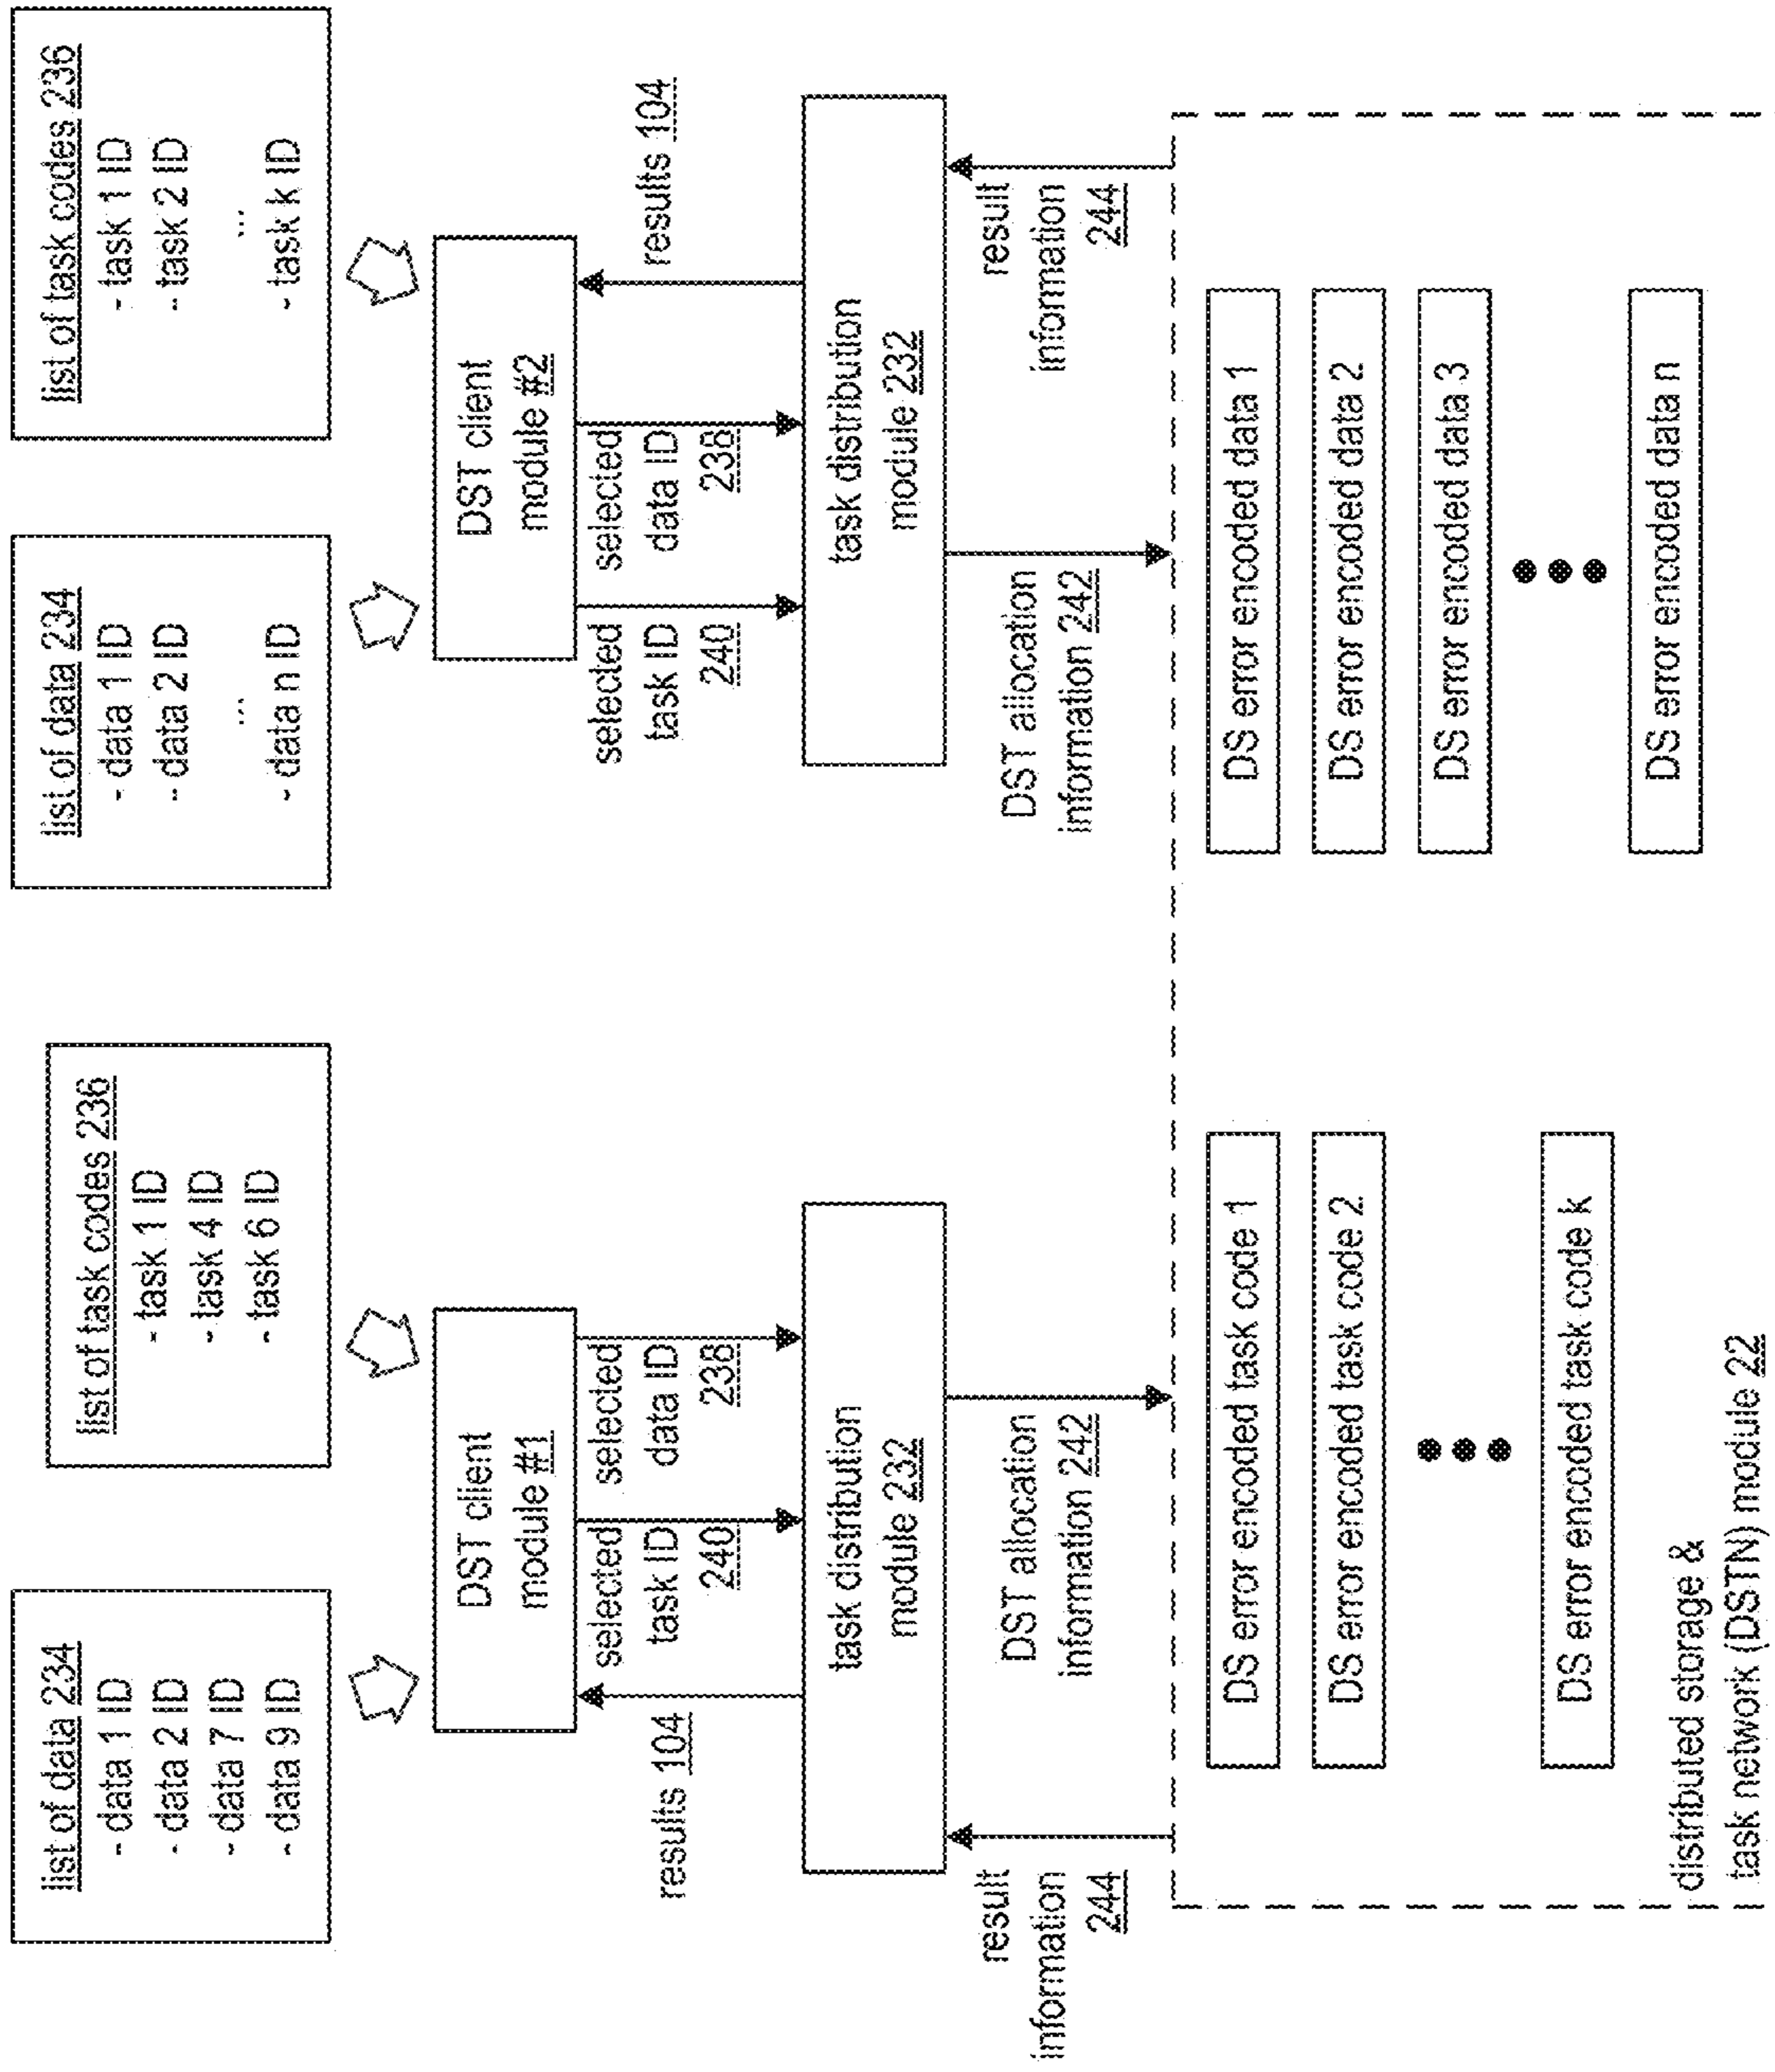 list of data 234
- data 1 ID
- data 2 ID
- data 7 ID
- data 9 ID
list of task codes 236
- task 1 ID
- task 4 ID
- task 6 ID
DST client
module #1
results 104
selected
task ID
240
selected
data ID
238
task distribution
module 232
result
information
244
DST allocation
information 242
list of data 234
- data 1 ID
- data 2 ID
...
- data n ID
list of task codes 236
- task 1 ID
- task 2 ID
...
- task k ID
DST client
module #2
selected
task ID
240
selected
data ID
238
results 104
task distribution
module 232
DST allocation
information 242
result
information
244
DS error encoded task code 1
DS error encoded task code 2
DS error encoded task code k
DS error encoded data 1
DS error encoded data 2
DS error encoded data 3
DS error encoded data n
distributed storage &
task network (DSTN) module 22